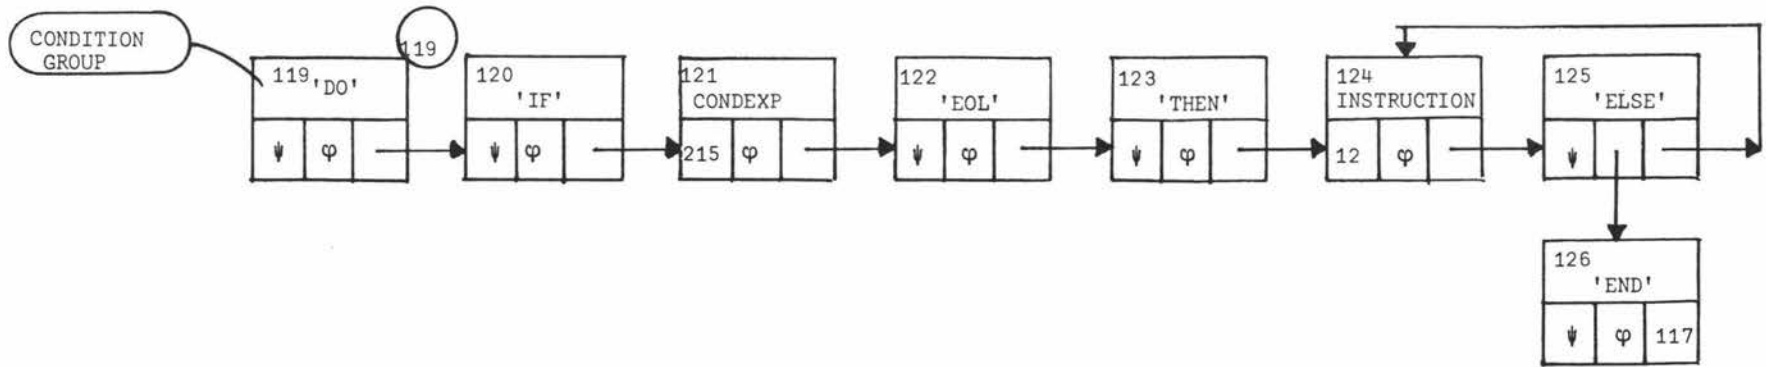 CONDITION
GROUP
119
119
'DO'
ψ φ
120
'IF'
ψ φ
121
CONDEXP
215 φ
122
'EOL'
ψ φ
123
'THEN'
ψ φ
124
INSTRUCTION
12 φ
125
'ELSE'
ψ
126
'END'
ψ φ 117